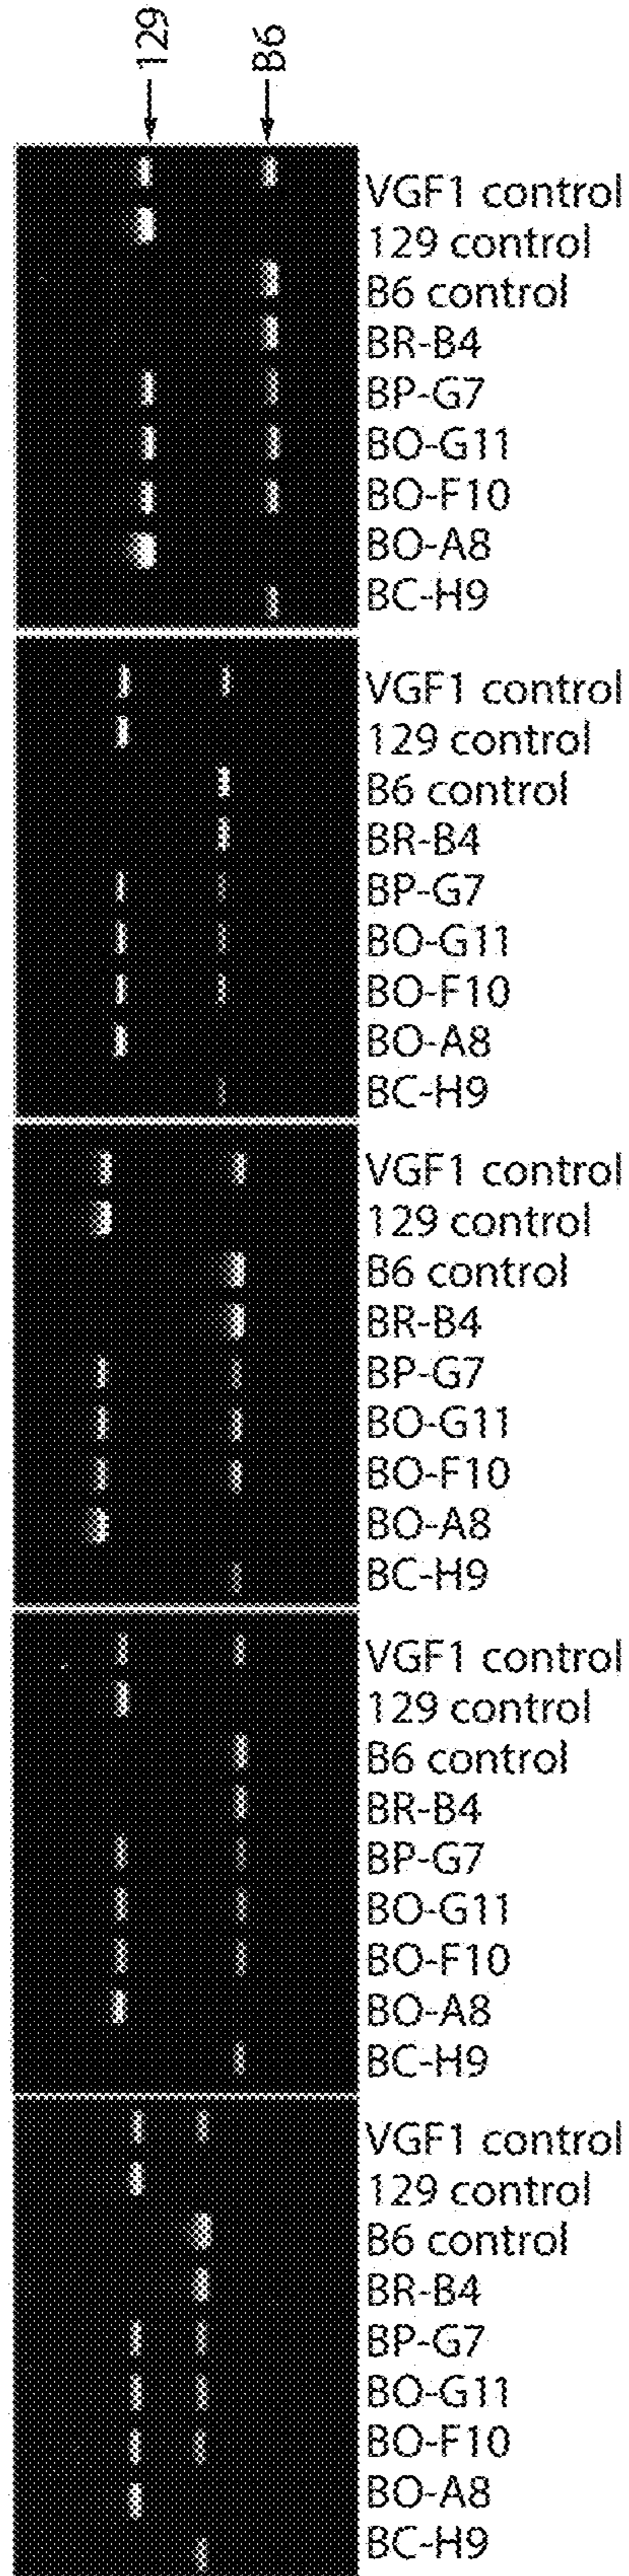 129
B6
VGF1 control
129 control
B6 control
BR-B4
BP-G7
BO-G11
BO-F10
BO-A8
BC-H9
VGF1 control
129 control
B6 control
BR-B4
BP-G7
BO-G11
BO-F10
BO-A8
BC-H9
VGF1 control
129 control
B6 control
BR-B4
BP-G7
BO-G11
BO-F10
BO-A8
BC-H9
VGF1 control
129 control
B6 control
BR-B4
BP-G7
BO-G11
BO-F10
BO-A8
BC-H9
VGF1 control
129 control
B6 control
BR-B4
BP-G7
BO-G11
BO-F10
BO-A8
BC-H9